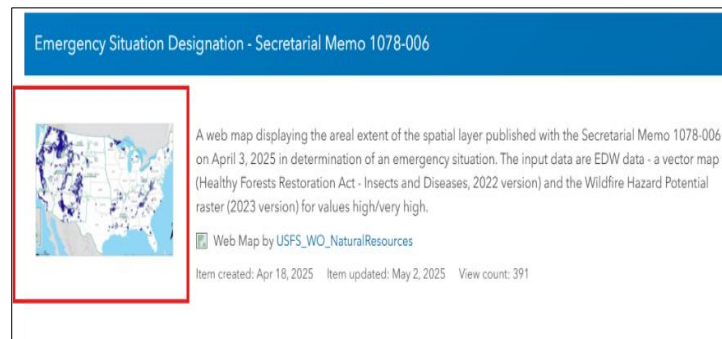 Emergency Situation Designation - Secretarial Memo 1078-006
A web map displaying the areal extent of the spatial layer published with the Secretarial Memo 1078-006
on April 3, 2025 in determination of an emergency situation. The input data are EDW data - a vector map
(Healthy Forests Restoration Act - Insects and Diseases, 2022 version) and the Wildfire Hazard Potential
raster (2023 version) for values high/very high.
Web Map by USFS_WO_NaturalResources
Item created: Apr 18, 2025 Item updated: May 2, 2025 View count: 391